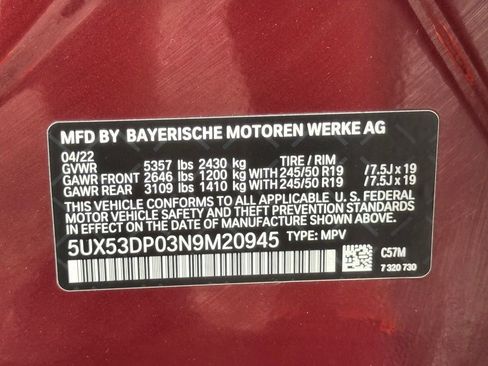 MFD BY BAYERISCHE MOTOREN WERKE AG
04/22
GVWR 5357 lbs 2430 kg TIRE / RIM
GAWR FRONT 2646 lbs 1200 kg WITH 245/50 R19 / 7.5J x 19
GAWR REAR 3109 lbs 1410 kg WITH 245/50 R19 / 7.5J x 19
THIS VEHICLE CONFORMS TO ALL APPLICABLE U.S. FEDERAL
MOTOR VEHICLE SAFETY AND THEFT PREVENTION STANDARDS
IN EFFECT ON THE DATE OF MANUFACTURE SHOWN ABOVE.
5UX53DP03N9M20945 TYPE: MPV
C57M
7 320 730